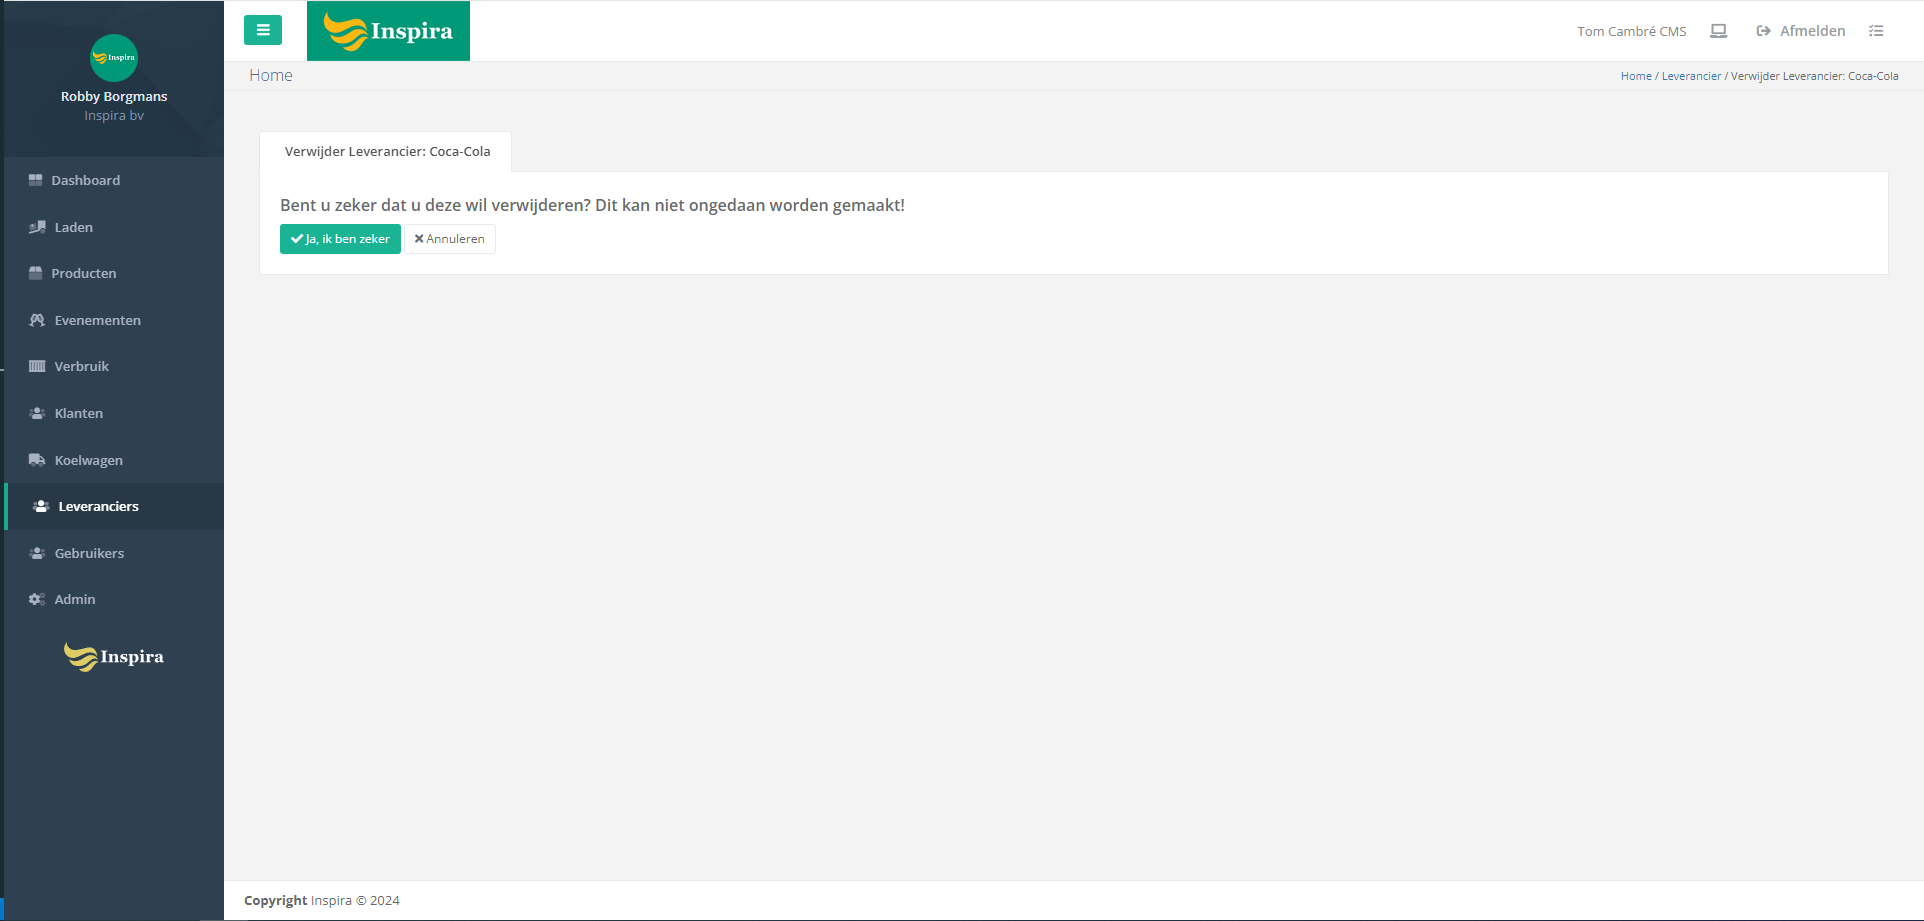 Inspira
Robby Borgmans
Inspira bv
Dashboard
Laden
Producten
Evenementen
Verbruik
Klanten
Koelwagen
Leveranciers
Gebruikers
Admin
Inspira
Inspira
Tom Cambré CMS
Afmelden
Home
Home / Leverancier / Verwijder Leverancier: Coca-Cola
Verwijder Leverancier: Coca-Cola
Bent u zeker dat u deze wil verwijderen? Dit kan niet ongedaan worden gemaakt!
Ja, ik ben zeker Annuleren
Copyright Inspira © 2024